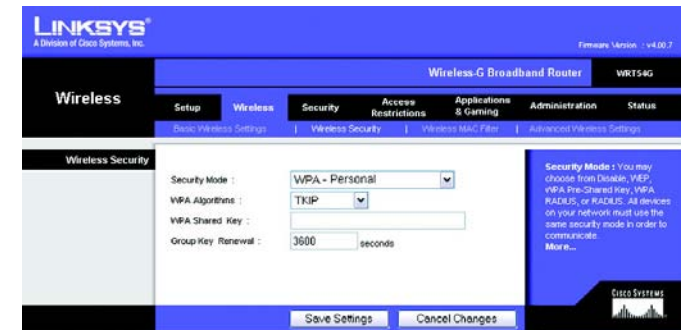 LINKSYS®
A Division of Cisco Systems, Inc.
Firmware Version : v4.00.7
Wireless-G Broadband Router
WRT54G
Wireless
Setup
Wireless
Security
Access Restrictions
Applications & Gaming
Administration
Status
Basic Wireless Settings | Wireless Security | Wireless MAC Filter | Advanced Wireless Settings
Wireless Security
Security Mode : WPA - Personal
WPA Algorithms : TKIP
WPA Shared Key :
Group Key Renewal : 3600 seconds
Security Mode : You may
choose from Disable, WEP,
WPA Pre-Shared Key, WPA
RADIUS, or RADIUS. All devices
on your network must use the
same security mode in order to
communicate.
More...
CISCO SYSTEMS
Save Settings
Cancel Changes